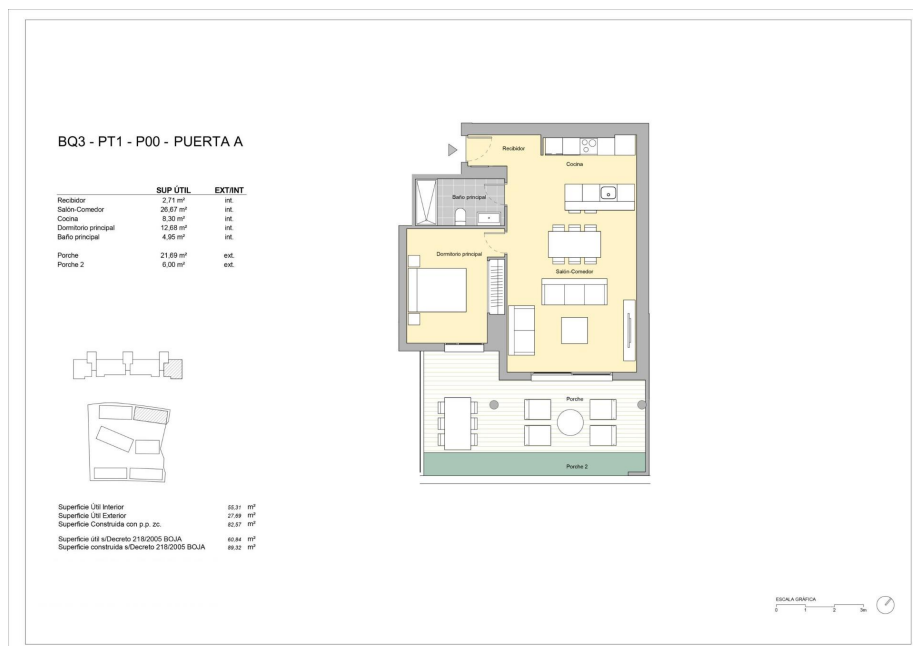 BQ3 - PT1 - P00 - PUERTA A
SUP ÚTIL EXT/INT
Recibidor 2,71 m² int.
Salón-Comedor 26,67 m² int.
Cocina 8,30 m² int.
Dormitorio principal 12,68 m² int.
Baño principal 4,95 m² int.
Porche 21,69 m² ext.
Porche 2 6,00 m² ext.
Recibidor
Cocina
Baño principal
Dormitorio principal
Salón-Comedor
Porche
Porche 2
Superficie Útil Interior 55,31 m²
Superficie Útil Exterior 27,69 m²
Superficie Construida con p.p. zc. 82,57 m²
Superficie útil s/Decreto 218/2005 BOJA 60,84 m²
Superficie construida s/Decreto 218/2005 BOJA 89,32 m²
ESCALA GRÁFICA
0 1 2 3m